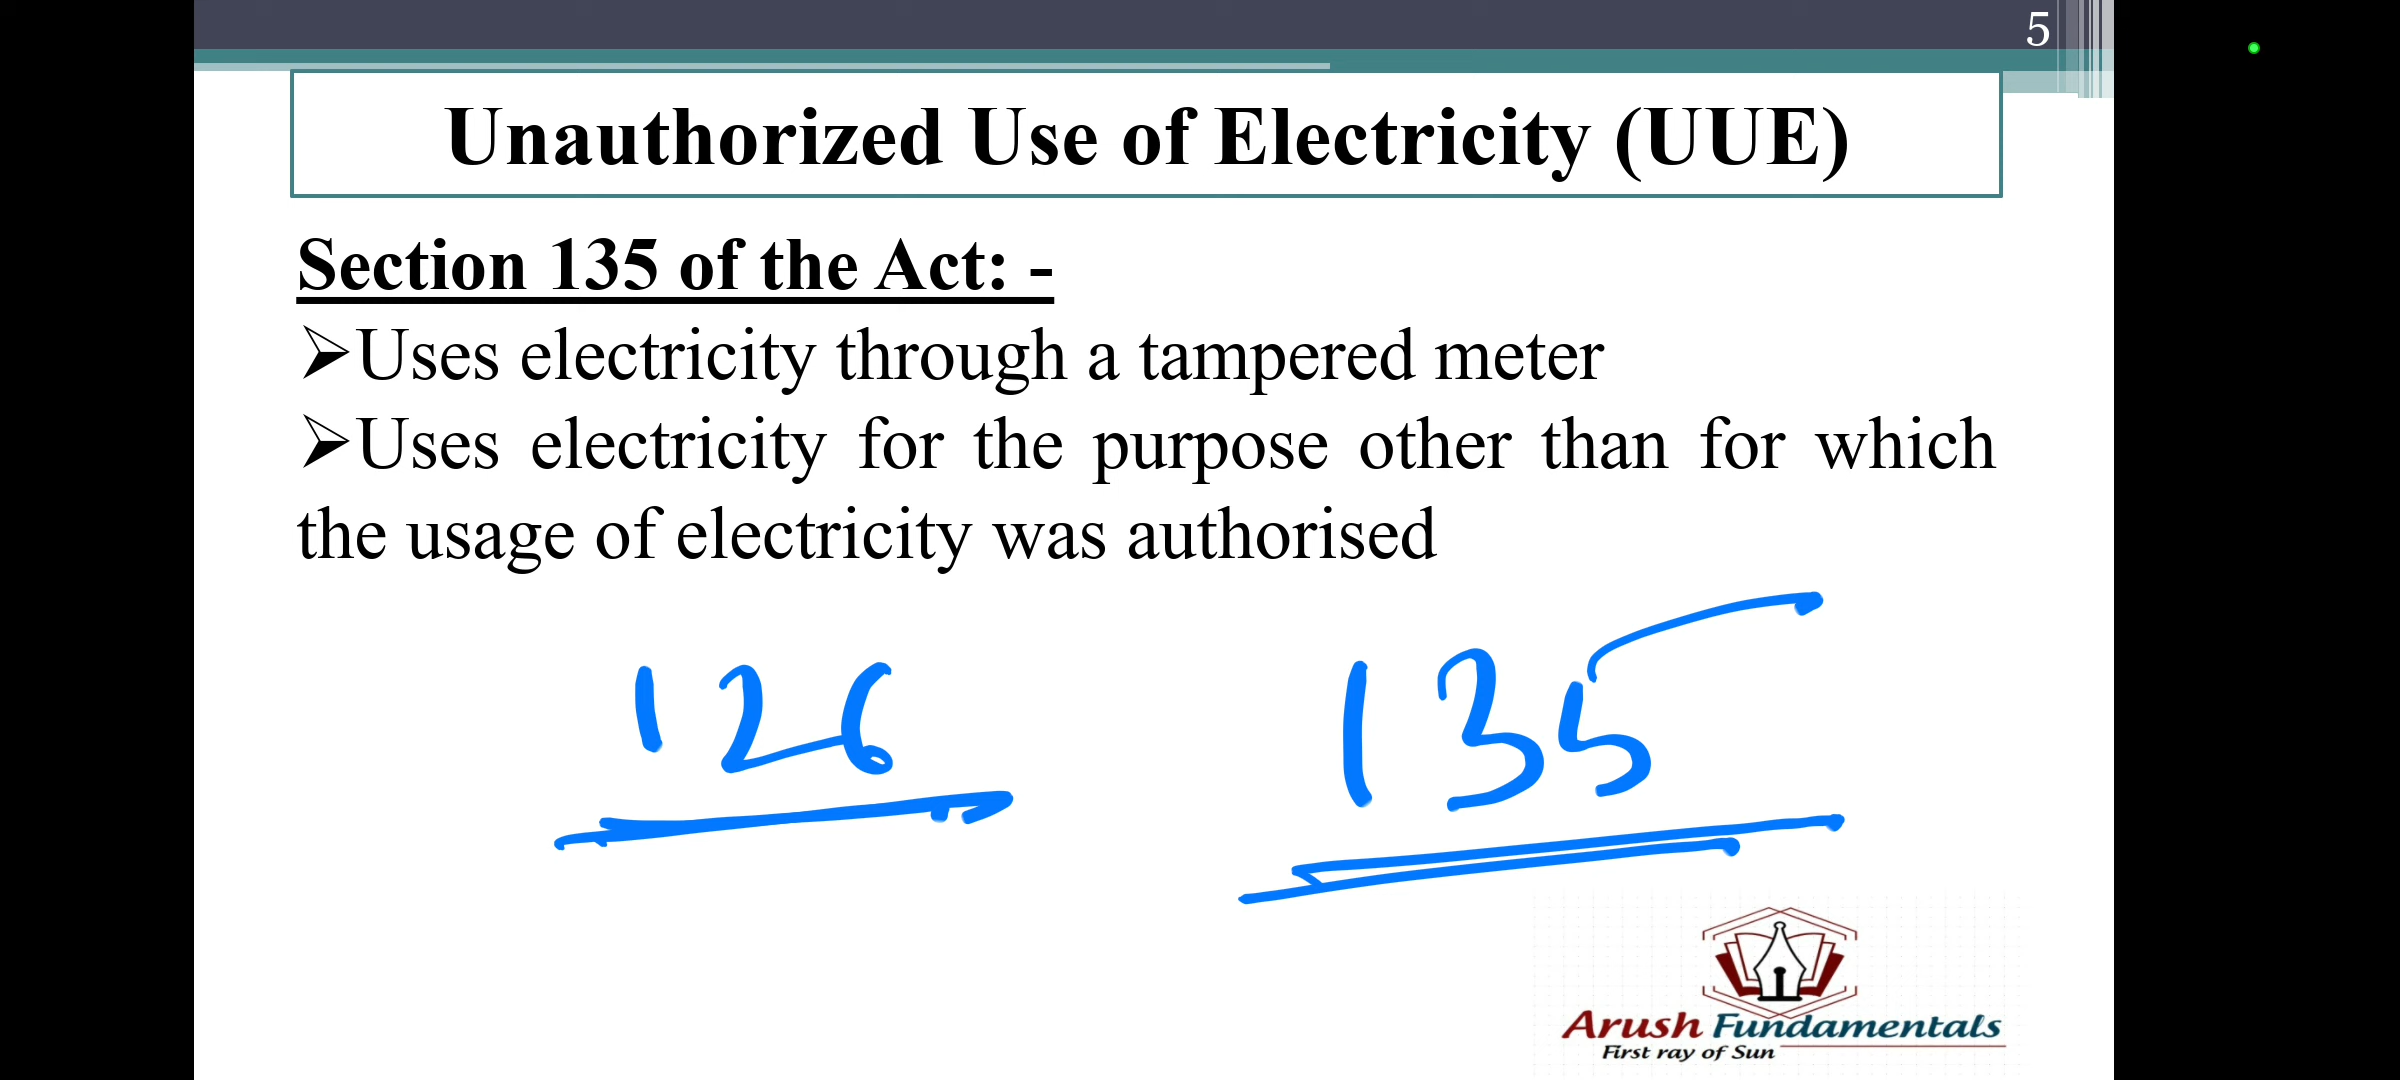 5
Unauthorized Use of Electricity (UUE)
Section 135 of the Act: -
➢Uses electricity through a tampered meter
➢Uses electricity for the purpose other than for which
the usage of electricity was authorised
126 135
Arush Fundamentals
First ray of Sun